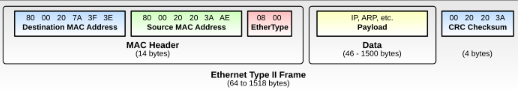 80 00 20 7A 3F 3E
Destination MAC Address
80 00 20 20 3A AE
Source MAC Address
08 00
EtherType
IP, ARP, etc.
Payload
00 20 20 3A
CRC Checksum
MAC Header
(14 bytes)
Data
(46 - 1500 bytes)
(4 bytes)
Ethernet Type II Frame
(64 to 1518 bytes)